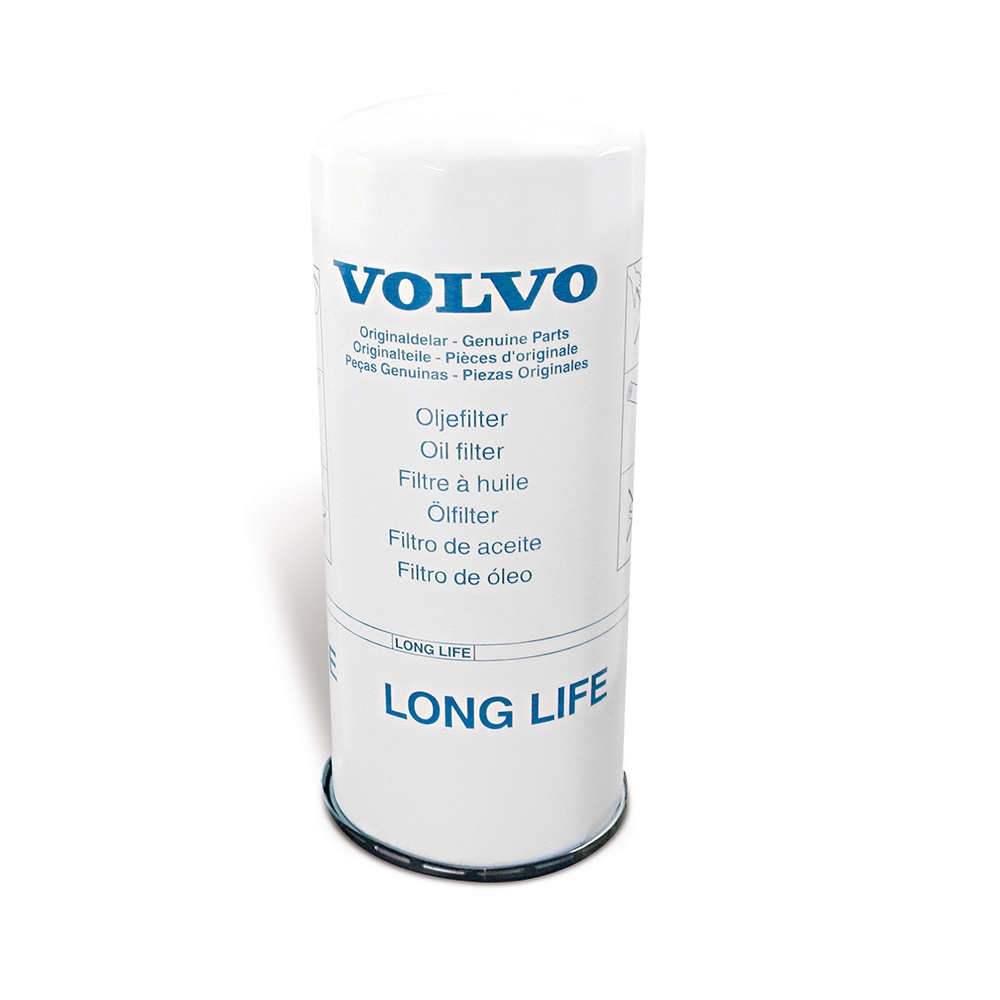 VOLVO
Originaldelar - Genuine Parts
Originalteile - Pièces d'originale
Peças Genuinas - Piezas Originales
Oljefilter
Oil filter
Filtre à huile
Ölfilter
Filtro de aceite
Filtro de óleo
LONG LIFE
LONG LIFE